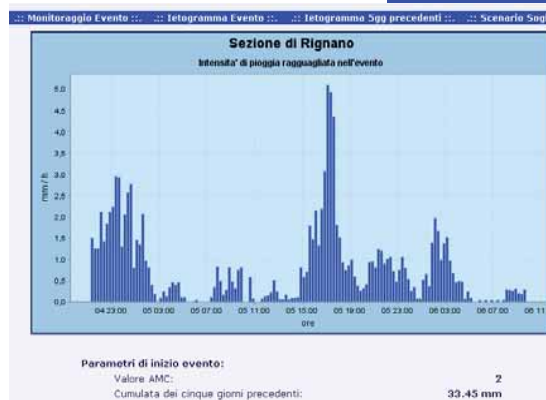 .:: Monitoraggio Evento ::. .:: Ietogramma Evento ::. .:: Ietogramma 5gg precedenti ::. .:: Scenario Sogl
Sezione di Rignano
Intensita' di pioggia ragguagliata nell'evento
mm / h
5,0
4,5
4,0
3,5
3,0
2,5
2,0
1,5
1,0
0,5
0,0
04 23:00 05 03:00 05 07:00 05 11:00 05 15:00 05 19:00 05 23:00 06 03:00 06 07:00 06 11
ore
Parametri di inizio evento:
Valore AMC: 2
Cumulata dei cinque giorni precedenti: 33.45 mm